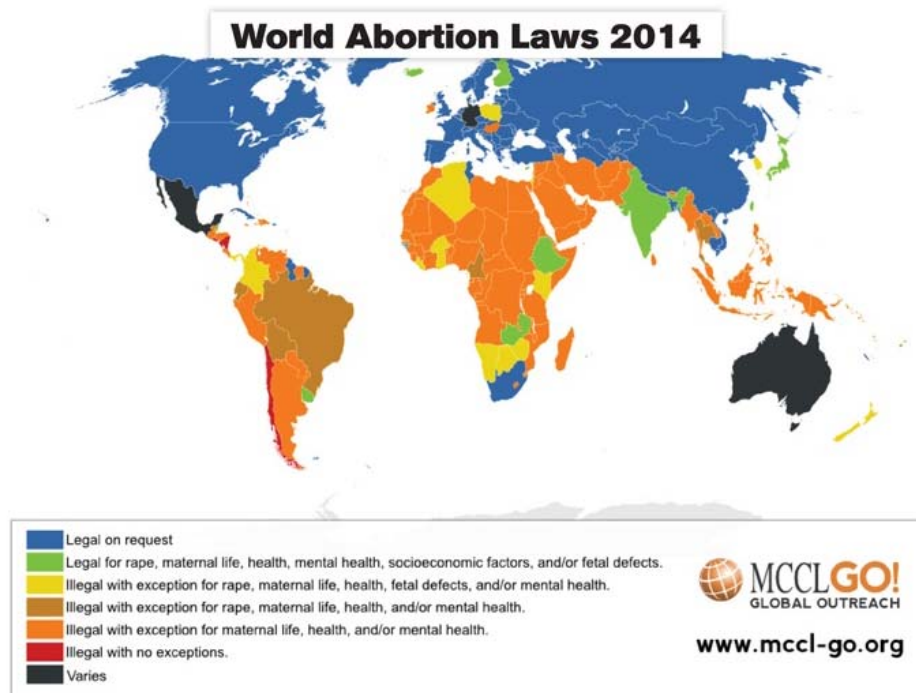 World Abortion Laws 2014
Legal on request
Legal for rape, maternal life, health, mental health, socioeconomic factors, and/or fetal defects.
Illegal with exception for rape, maternal life, health, fetal defects, and/or mental health.
Illegal with exception for rape, maternal life, health, and/or mental health.
Illegal with exception for maternal life, health, and/or mental health.
Illegal with no exceptions.
Varies
MCCLGO!
GLOBAL OUTREACH
www.mccl-go.org